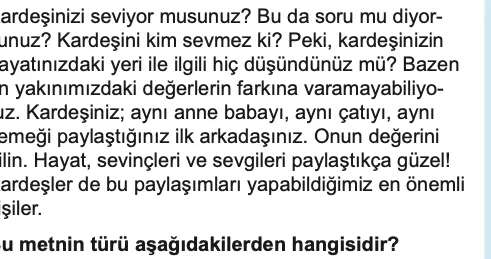 ardeşinizi seviyor musunuz? Bu da soru mu diyor-
unuz? Kardeşini kim sevmez ki? Peki, kardeşinizin
ayatınızdaki yeri ile ilgili hiç düşündünüz mü? Bazen
n yakınımızdaki değerlerin farkına varamayabiliyo-
uz. Kardeşiniz; aynı anne babayı, aynı çatıyı, aynı
emeği paylaştığınız ilk arkadaşınız. Onun değerini
ilin. Hayat, sevinçleri ve sevgileri paylaştıkça güzel!
ardeşler de bu paylaşımları yapabildiğimiz en önemli
işiler.
u metnin türü aşağıdakilerden hangisidir?